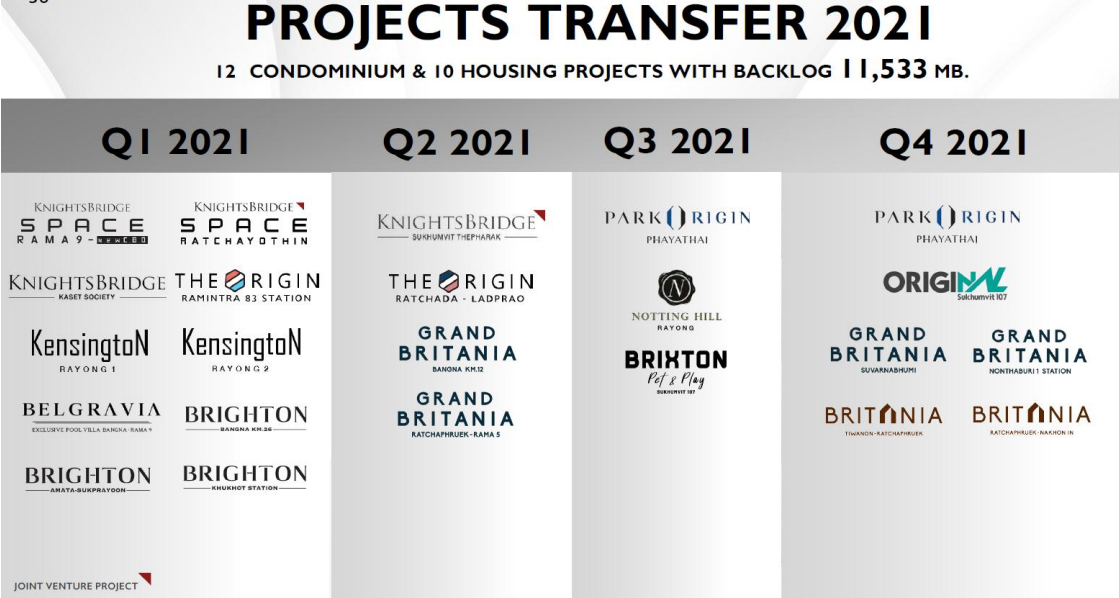 PROJECTS TRANSFER 2021
12 CONDOMINIUM & 10 HOUSING PROJECTS WITH BACKLOG 11,533 MB.
Q1 2021
KNIGHTSBRIDGE
SPACE
RAMA9-NEWCBD
KNIGHTSBRIDGE
SPACE
RATCHAYOTHIN
KNIGHTSBRIDGE
KASET SOCIETY
THE ORIGIN
RAMINTRA 83 STATION
KensingtoN
RAYONG 1
KensingtoN
RAYONG 2
BELGRAVIA
EXCLUSIVE POOL VILLA BANGNA-RAMA 9
BRIGHTON
BANGNA KM.26
BRIGHTON
AMATA-SUKPRAYOON
BRIGHTON
KHUKHOT STATION
JOINT VENTURE PROJECT
Q2 2021
KNIGHTSBRIDGE
SUKHUMVIT THEPHARAK
THE ORIGIN
RATCHADA - LADPRAO
GRAND
BRITANIA
BANGNA KM.12
GRAND
BRITANIA
RATCHAPHRUEK-RAMA 5
Q3 2021
PARK ORIGIN
PHAYATHAI
N
NOTTING HILL
RAYONG
BRIXTON
Pet & Play
SUKHUMVIT 107
Q4 2021
PARK ORIGIN
PHAYATHAI
ORIGINAL
Sukhumvit 107
GRAND
BRITANIA
SUVARNABHUMI
GRAND
BRITANIA
NONTHABURI 1 STATION
BRITANIA
TIWANON-RATCHAPHRUEK
BRITANIA
RATCHAPHRUEK-NAKHON IN